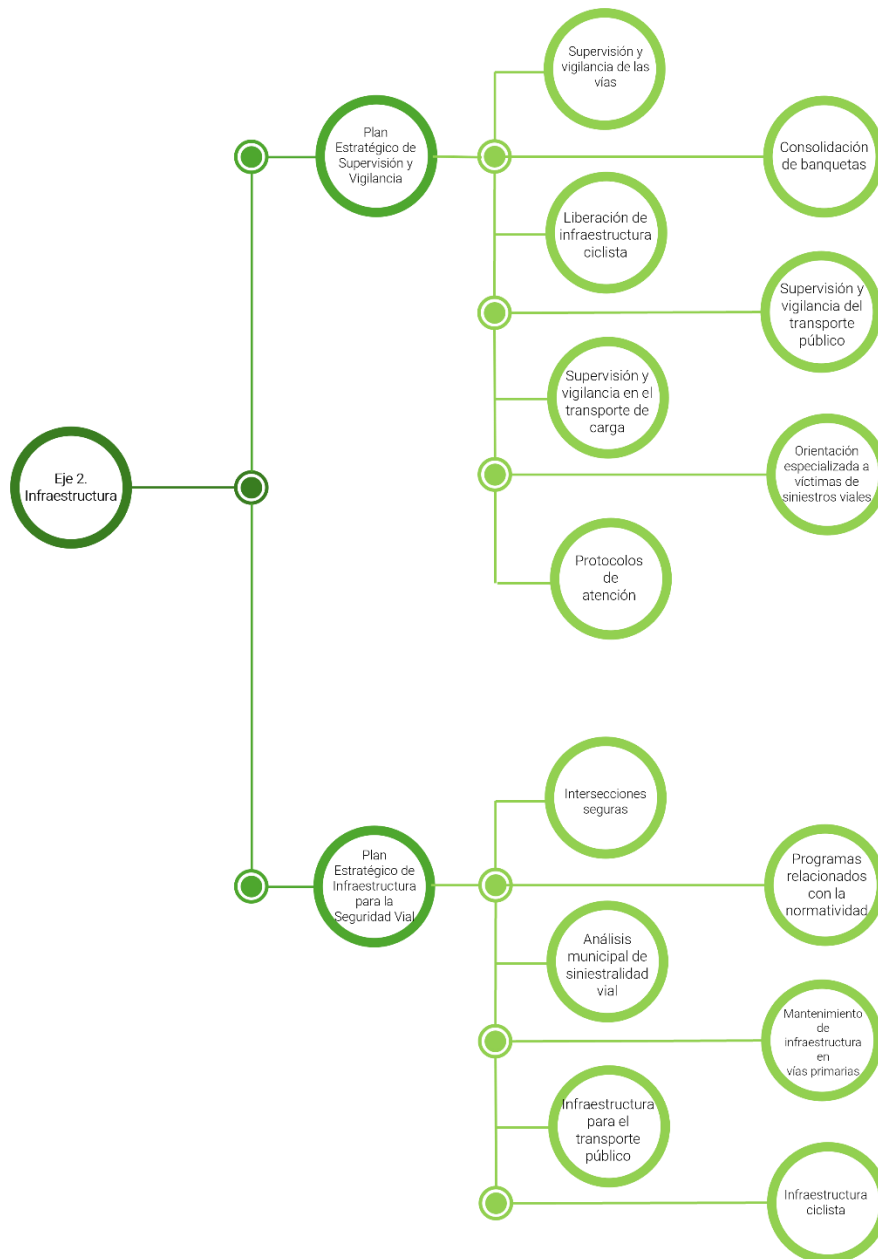 Supervisión y
vigilancia de las
vías
Plan
Estratégico de
Supervisión y
Vigilancia
Consolidación
de banquetas
Liberación de
infraestructura
ciclista
Supervisión y
vigilancia del
transporte
público
Supervisión y
vigilancia en el
transporte de
carga
Eje 2.
Infraestructura
Orientación
especializada a
víctimas de
siniestros viales
Protocolos
de
atención
Intersecciones
seguras
Plan
Estratégico de
Infraestructura
para la
Seguridad Vial
Programas
relacionados
con la
normatividad
Análisis
municipal de
siniestralidad
vial
Mantenimiento
de
infraestructura
en
vías primarias
Infraestructura
para el
transporte
público
Infraestructura
ciclista